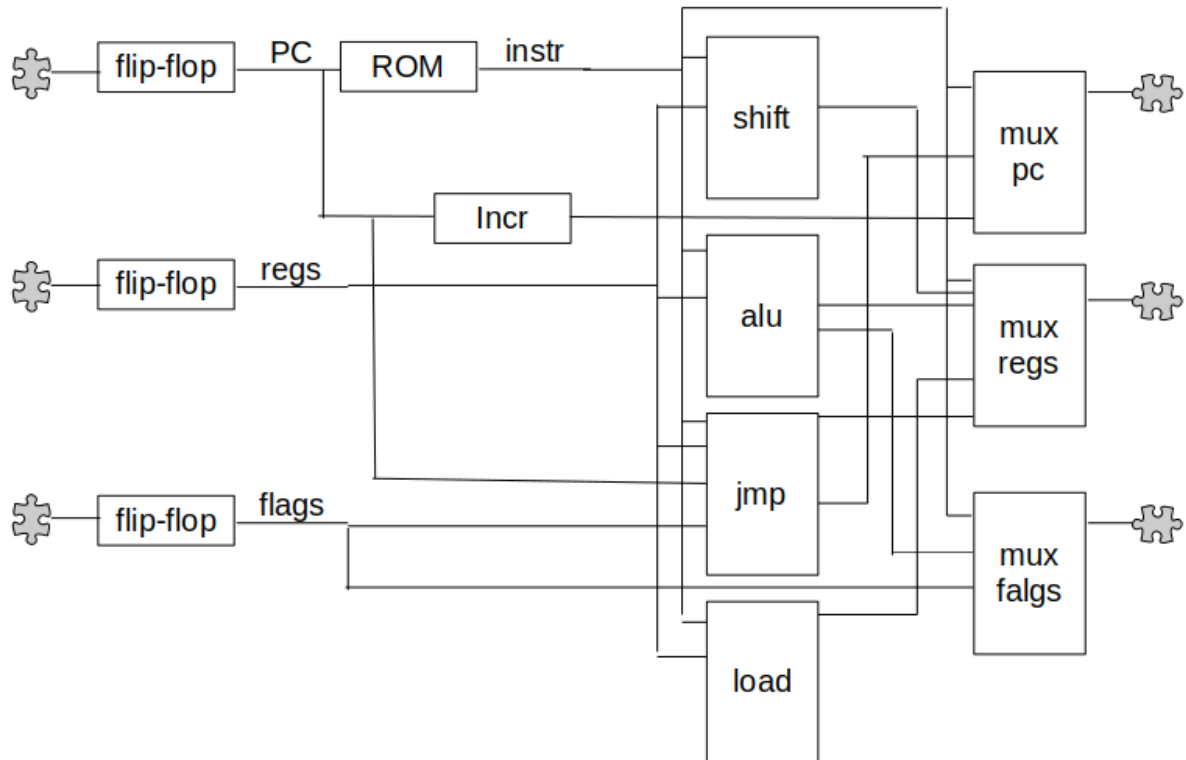 flip-flop
PC
ROM
instr
shift
mux
pc
Incr
flip-flop
regs
alu
mux
regs
flip-flop
flags
jmp
mux
falgs
load